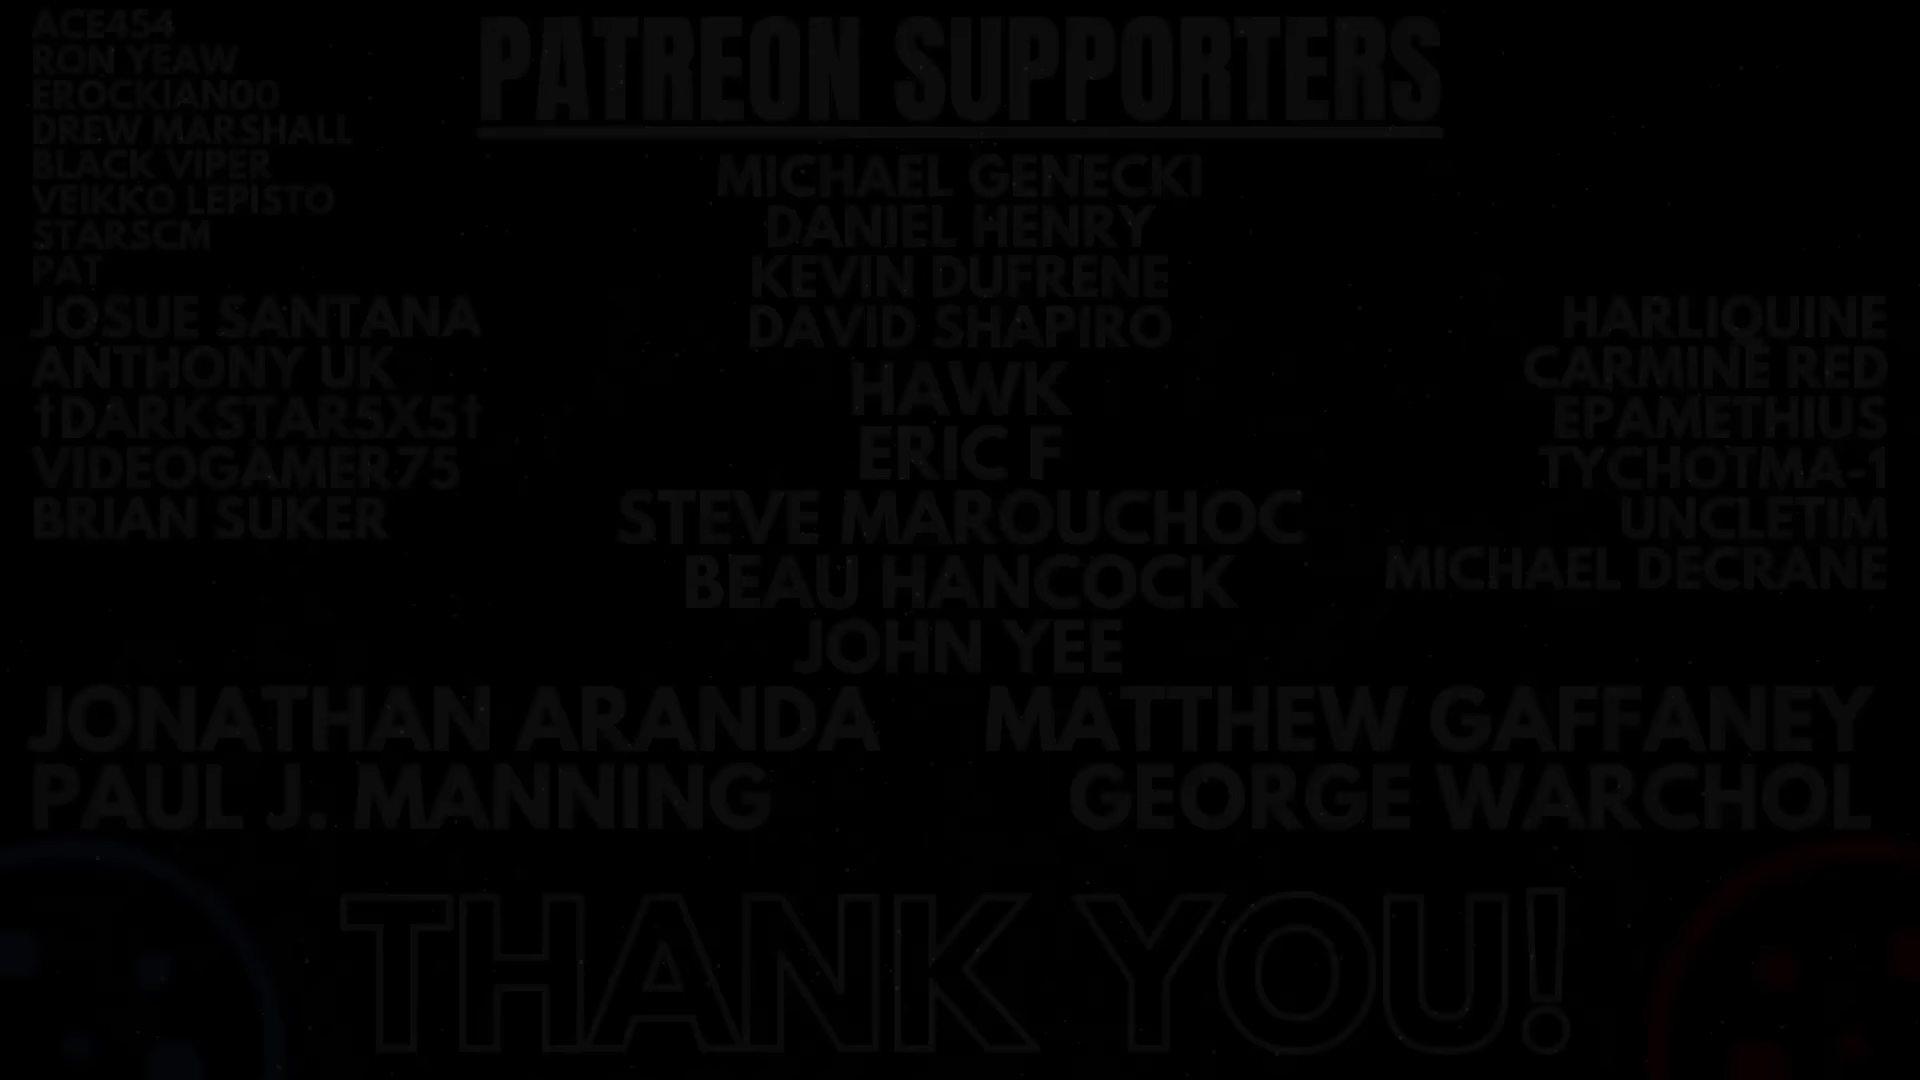 PATREON SUPPORTERS
ACE454
RON YEAW
EROCKIAN00
DREW MARSHALL
BLACK VIPER
VEIKKO LEPISTO
STARSCM
PAT
JOSUE SANTANA
ANTHONY UK
†DARKSTAR5X5†
VIDEOGAMER75
BRIAN SUKER
MICHAEL GENECKI
DANIEL HENRY
KEVIN DUFRENE
DAVID SHAPIRO
HAWK
ERIC F
STEVE MAROUCHOC
BEAU HANCOCK
JOHN YEE
HARLIQUINE
CARMINE RED
EPAMETHIUS
TYCHOTMA-1
UNCLETIM
MICHAEL DECRANE
JONATHAN ARANDA
MATTHEW GAFFANEY
PAUL J. MANNING
GEORGE WARCHOL
THANK YOU!